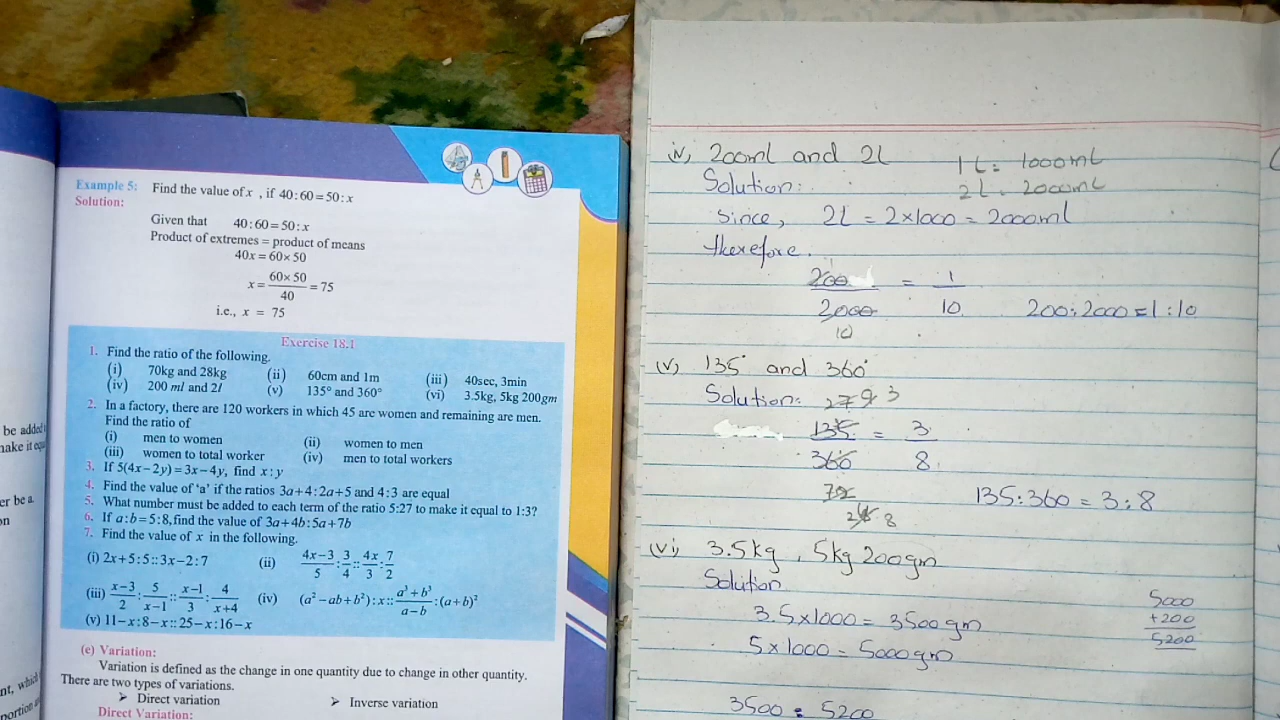 Example 5: Find the value of x , if 40:60=50:x
Solution:
Given that 40:60=50:x
Product of extremes = product of means
40x = 60× 50
x = 60× 50 / 40 = 75
i.e., x = 75
Exercise 18.1
1. Find the ratio of the following.
(i) 70kg and 28kg (ii) 60cm and 1m (iii) 40sec, 3min
(iv) 200 ml and 2l (v) 135° and 360° (vi) 3.5kg, 5kg 200gm
2. In a factory, there are 120 workers in which 45 are women and remaining are men.
Find the ratio of
(i) men to women (ii) women to men
(iii) women to total worker (iv) men to total workers
3. If 5(4x−2y)=3x−4y, find x:y
4. Find the value of 'a' if the ratios 3a+4:2a+5 and 4:3 are equal
5. What number must be added to each term of the ratio 5:27 to make it equal to 1:3?
6. If a:b=5:8,find the value of 3a+4b:5a+7b
7. Find the value of x in the following.
(i) 2x+5:5::3x−2:7 (ii) 4x−3/5 : 3/4 :: 4x/3 : 7/2
(iii) x−3/2 : 5/x−1 :: x−1/3 : 4/x+4 (iv) (a²−ab+b²):x:: a³+b³/a−b :(a+b)²
(v) 11−x:8−x::25−x:16−x
(e) Variation:
Variation is defined as the change in one quantity due to change in other quantity.
There are two types of variations.
➢ Direct variation ➢ Inverse variation
Direct Variation:
be added
make it equ
er be a
on
nt, which
portion
iv, 200ml and 2l 1L = 1000mL
Solution: 2L = 2000mL
since, 2L = 2×1000 = 2000ml
therefore.
200 / 2000 = 1 / 10 200:2000 = 1:10
10
(v) 135° and 360°
Solution: 27 9 3
135 / 360 = 3 / 8
72 135:360 = 3:8
24 8
(vi) 3.5kg , 5kg 200gm
Solution
3.5×1000 = 3500gm
5×1000 = 5000gm
5000
+200
5200
3500 : 5200